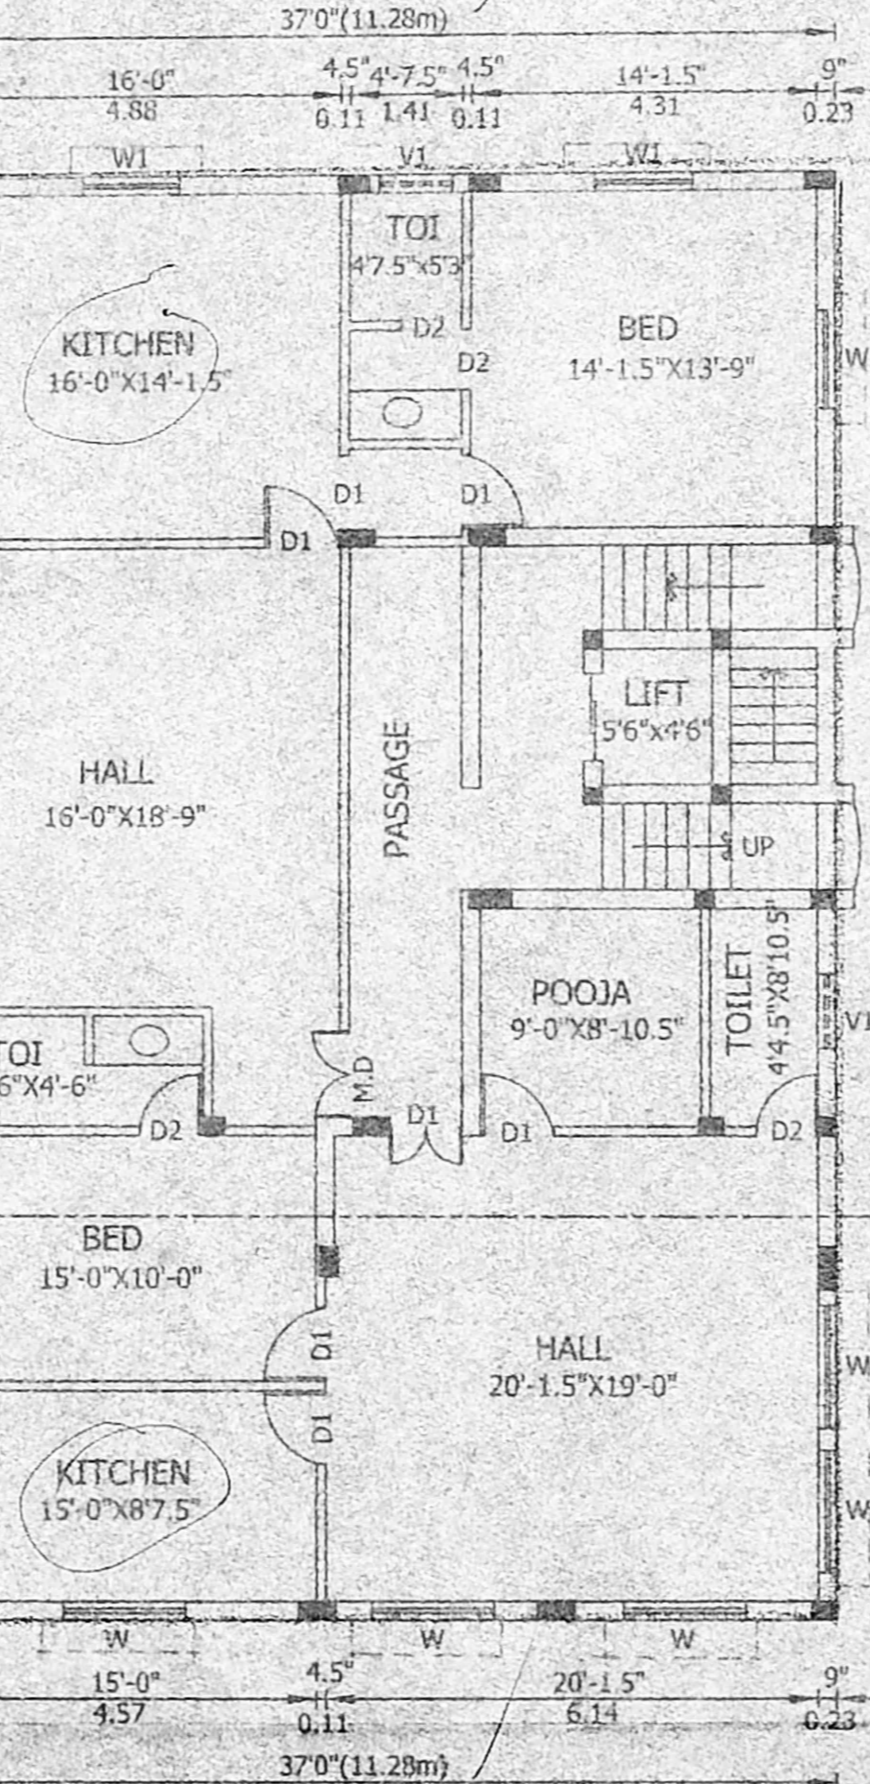 37'0"(11.28m)
16'-0" 4.5" 4'-7.5" 4.5" 14'-1.5" 9"
4.88 0.11 1.41 0.11 4.31 0.23
W1 V1 W1
TOI
4'7.5"x5'3"
KITCHEN
16'-0"X14'-1.5"
D2
BED
14'-1.5"X13'-9"
W
D2
D1 D1
D1
LIFT
5'6"x4'6"
HALL
16'-0"X18'-9"
PASSAGE
UP
POOJA
9'-0"X8'-10.5"
TOILET
4'4.5"X8'10.5"
V1
TOI
6"X4'-6"
M.D
D2 D1 D1 D2
BED
15'-0"X10'-0"
D1
HALL
20'-1.5"X19'-0"
W
D1
KITCHEN
15'-0"X8'7.5"
W
W W W
15'-0" 4.5" 20'-1.5" 9"
4.57 0.11 6.14 0.23
37'0"(11.28m)